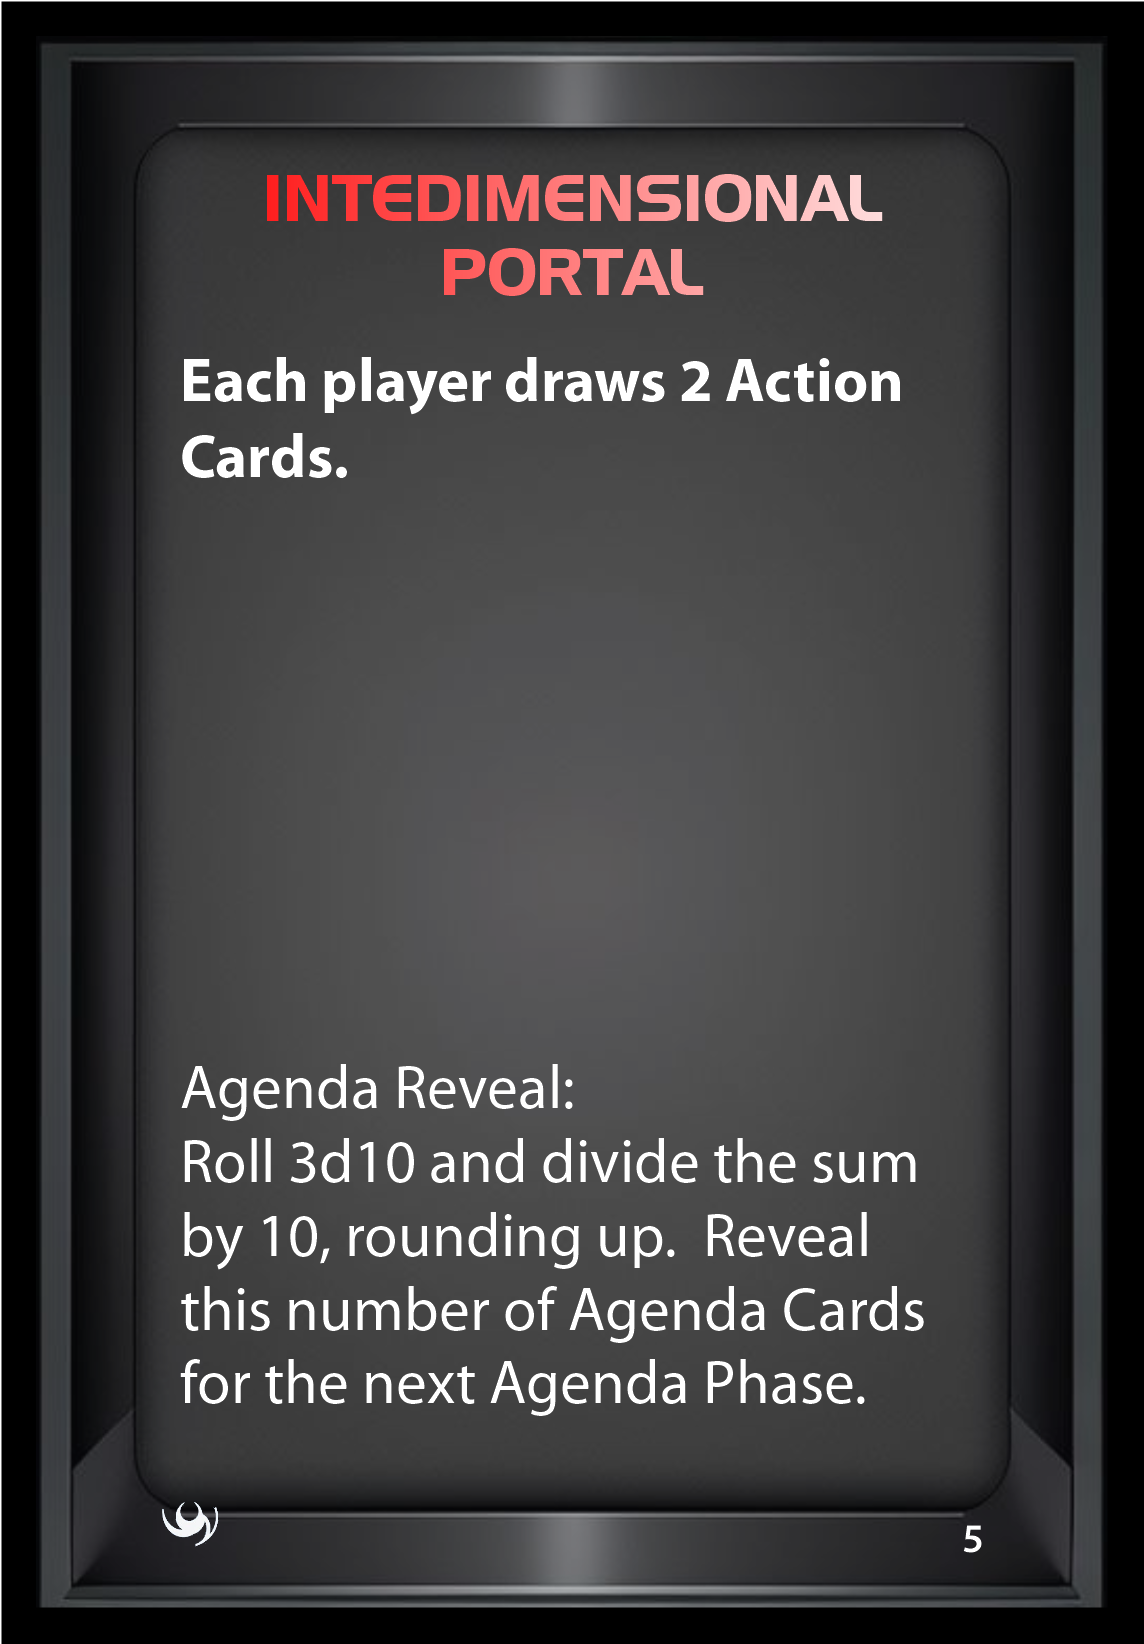 INTEDIMENSIONAL
PORTAL
Each player draws 2 Action
Cards.
Agenda Reveal:
Roll 3d10 and divide the sum
by 10, rounding up.  Reveal
this number of Agenda Cards
for the next Agenda Phase.
5